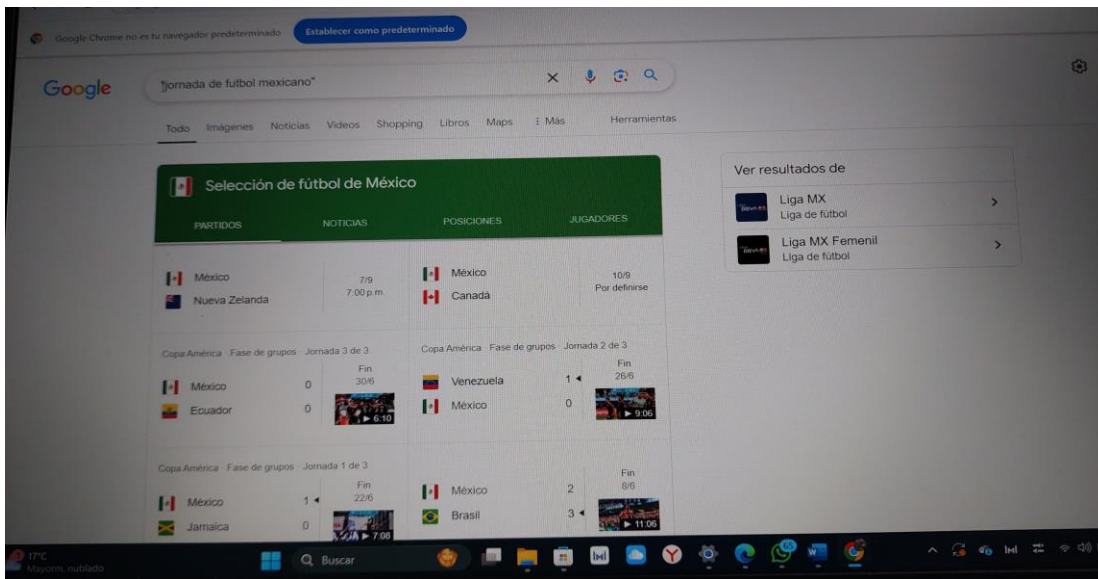 Google Chrome no es tu navegador predeterminado
Establecer como predeterminado
Google
"jornada de futbol mexicano"
Todo Imágenes Noticias Videos Shopping Libros Maps Más Herramientas
Selección de fútbol de México
PARTIDOS NOTICIAS POSICIONES JUGADORES
México
Nueva Zelanda
7/9
7:00 p.m.
México
Canadá
10/9
Por definirse
Copa América · Fase de grupos · Jornada 3 de 3
Fin
30/6
México 0
Ecuador 0
6:10
Copa América · Fase de grupos · Jornada 2 de 3
Fin
26/6
Venezuela 1
México 0
9:06
Copa América · Fase de grupos · Jornada 1 de 3
Fin
22/6
México 1
Jamaica 0
7:06
Fin
8/6
México 2
Brasil 3
11:06
Ver resultados de
Liga MX
Liga de fútbol
Liga MX Femenil
Liga de fútbol
17°C
Mayorm. nublado
Buscar
65